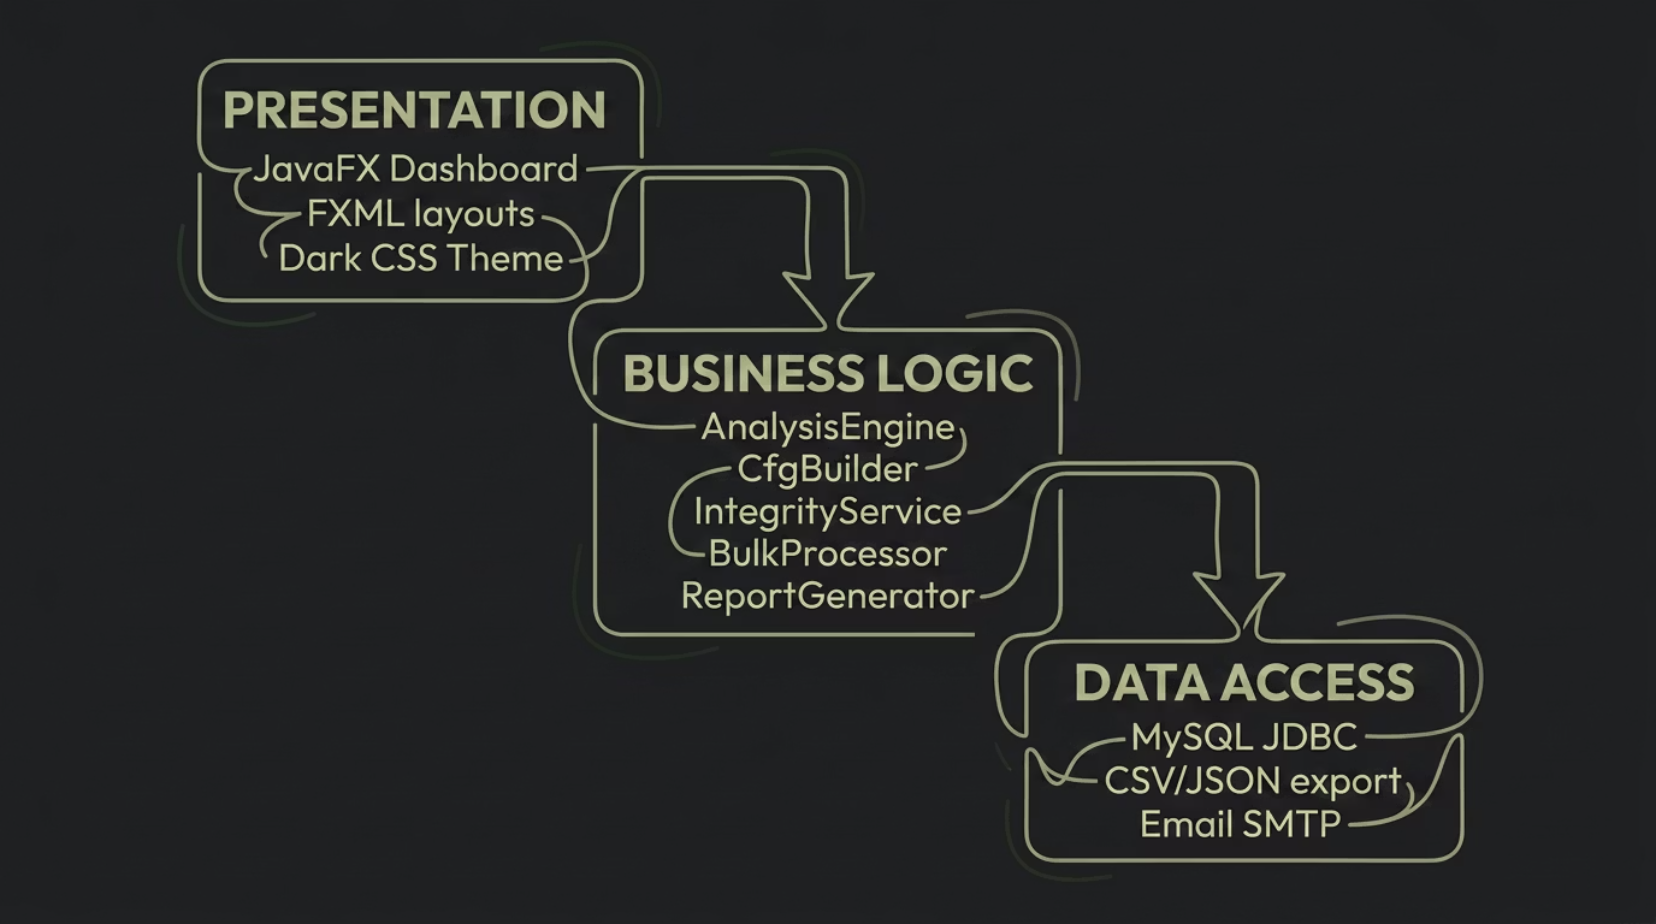 PRESENTATION
JavaFX Dashboard
FXML layouts
Dark CSS Theme
BUSINESS LOGIC
AnalysisEngine
CfgBuilder
IntegrityService
BulkProcessor
ReportGenerator
DATA ACCESS
MySQL JDBC
CSV/JSON export
Email SMTP